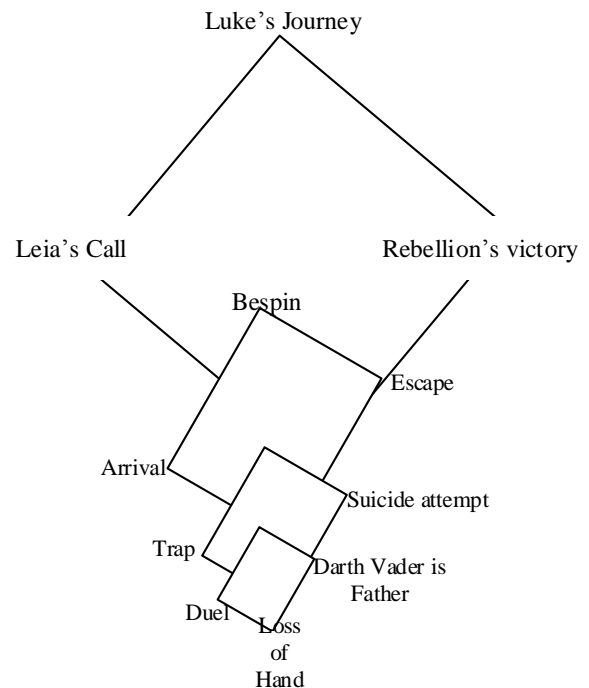 Luke’s Journey
Leia’s Call
Rebellion’s victory
Bespin
Escape
Arrival
Suicide attempt
Trap
Darth Vader is
Father
Duel
Loss
of
Hand